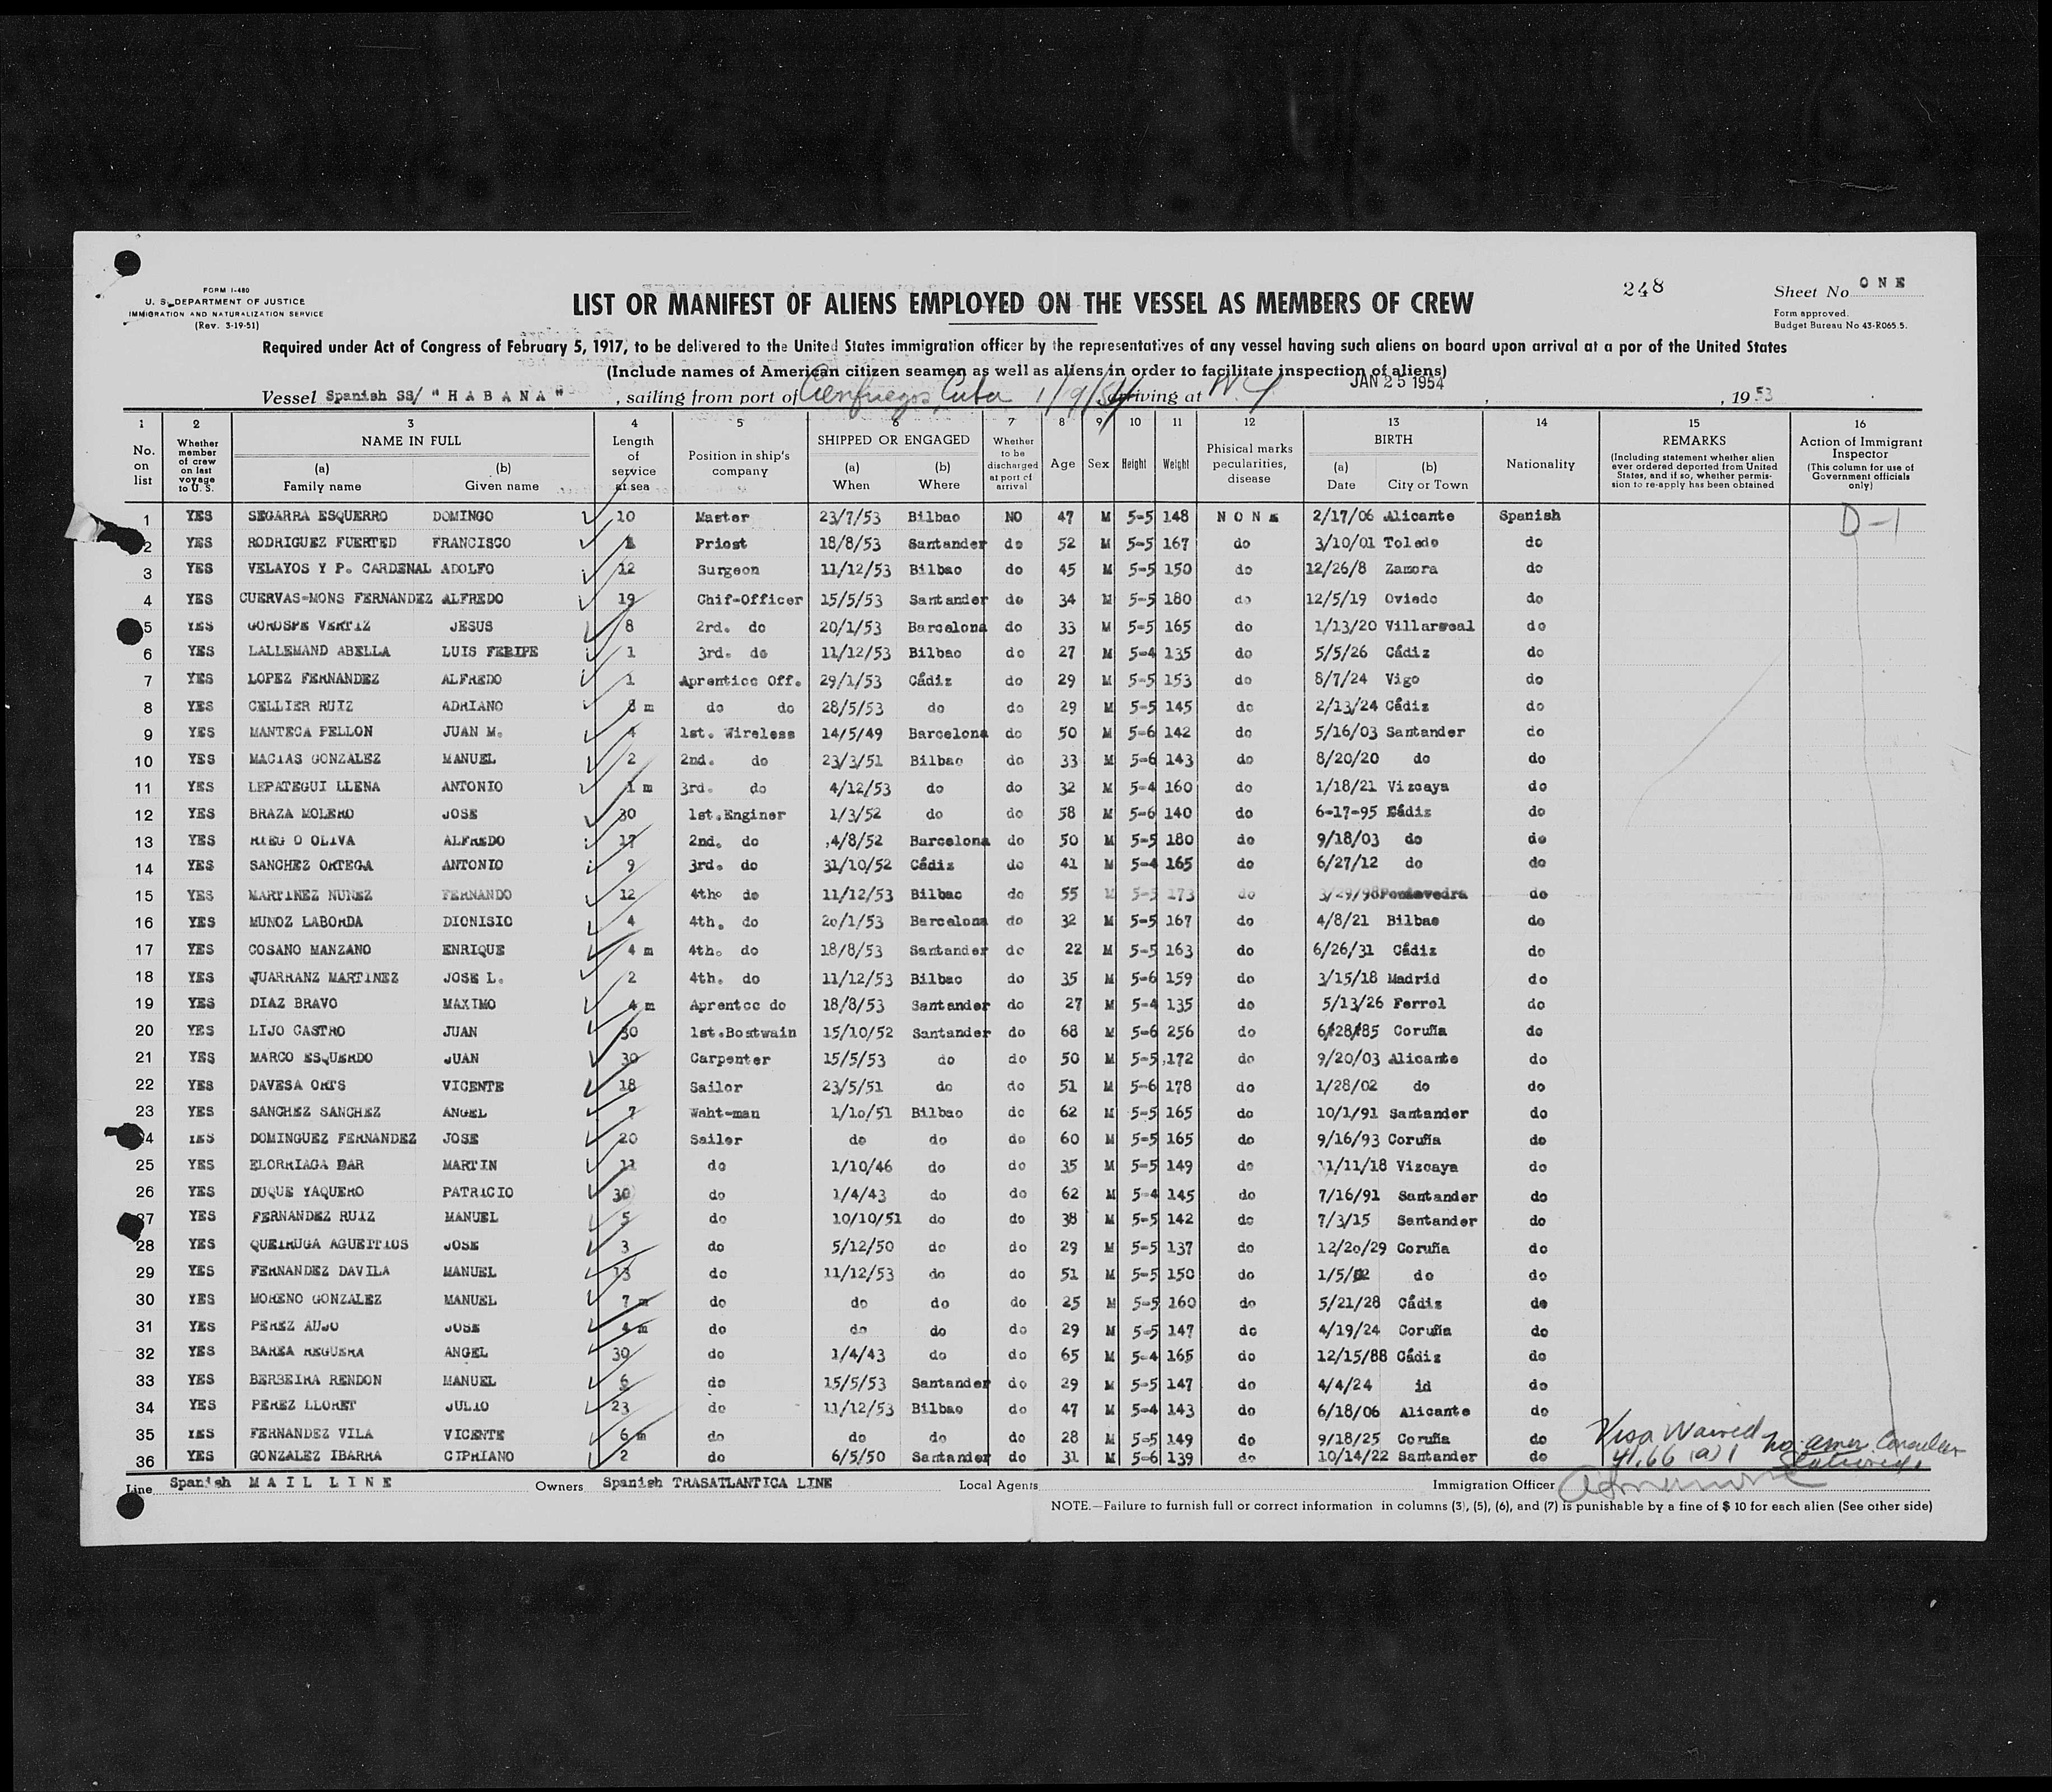 FORM I-480
U. S. DEPARTMENT OF JUSTICE
IMMIGRATION AND NATURALIZATION SERVICE
(Rev. 3-19-51)
LIST OR MANIFEST OF ALIENS EMPLOYED ON THE VESSEL AS MEMBERS OF CREW
248
Sheet No ONE
Form approved.
Budget Bureau No 43-R065.5.
Required under Act of Congress of February 5, 1917, to be delivered to the United States immigration officer by the representatives of any vessel having such aliens on board upon arrival at a por of the United States
(Include names of American citizen seamen as well as aliens in order to facilitate inspection of aliens)
JAN 25 1954
Vessel Spanish SS/ "HABANA" , sailing from port of Cienfuegos Cuba 1/9/54 arriving at N.Y , , 1953
1 2 3 4 5 6 7 8 9 10 11 12 13 14 15 16
No. on list
Whether member of crew on last voyage to U. S.
NAME IN FULL
(a) Family name
(b) Given name
Length of service at sea
Position in ship's company
SHIPPED OR ENGAGED
(a) When
(b) Where
Whether to be discharged at port of arrival
Age
Sex
Height
Weight
Phisical marks pecularities, disease
BIRTH
(a) Date
(b) City or Town
Nationality
REMARKS
(Including statement whether alien ever ordered deported from United States, and if so, whether permission to re-apply has been obtained
Action of Immigrant Inspector
(This column for use of Government officials only)
1 YES SEGARRA ESQUERRO DOMINGO 10 Master 23/7/53 Bilbao NO 47 M 5-5 148 NONE 2/17/06 Alicante Spanish D-1
2 YES RODRIGUEZ FUERTED FRANCISCO 1 Priest 18/8/53 Santander do 52 M 5-5 167 do 3/10/01 Toledo do
3 YES VELAYOS Y P. CARDENAL ADOLFO 12 Surgeon 11/12/53 Bilbao do 45 M 5-5 150 do 12/26/8 Zamora do
4 YES CUERVAS-MONS FERNANDEZ ALFREDO 19 Chif-Officer 15/5/53 Santander do 34 M 5-5 180 do 12/5/19 Oviedo do
5 YES GOROSPE VERTIZ JESUS 8 2rd. do 20/1/53 Barcelona do 33 M 5-5 165 do 1/13/20 Villarreal do
6 YES LALLEMAND ABELLA LUIS FERIPE 1 3rd. do 11/12/53 Bilbao do 27 M 5-4 135 do 5/5/26 Cádiz do
7 YES LOPEZ FERNANDEZ ALFREDO 1 Aprentice Off. 29/1/53 Cádiz do 29 M 5-5 153 do 8/7/24 Vigo do
8 YES CELLIER RUIZ ADRIANO 8 m do do 28/5/53 do do 29 M 5-5 145 do 2/13/24 Cádiz do
9 YES MANTECA PELLON JUAN M. 4 1st. Wireless 14/5/49 Barcelona do 50 M 5-6 142 do 5/16/03 Santander do
10 YES MACIAS GONZALEZ MANUEL 2 2nd. do 23/3/51 Bilbao do 33 M 5-6 143 do 8/20/20 do do
11 YES LEPATEGUI LLENA ANTONIO 1 m 3rd. do 4/12/53 do do 32 M 5-4 160 do 1/18/21 Vizcaya do
12 YES BRAZA MOLERO JOSE 30 1st.Enginer 1/3/52 do do 58 M 5-6 140 do 6-17-95 Cádiz do
13 YES RIEG O OLIVA ALFREDO 17 2nd. do ,4/8/52 Barcelona do 50 M 5-5 180 do 9/18/03 do do
14 YES SANCHEZ ORTEGA ANTONIO 9 3rd. do 31/10/52 Cádiz do 41 M 5-4 165 do 6/27/12 do do
15 YES MARTINEZ NUNEZ FERNANDO 12 4th. do 11/12/53 Bilbao do 55 M 5-5 173 do 3/29/98 Pontevedra do
16 YES MUNOZ LABORDA DIONISIO 4 4th. do 20/1/53 Barcelona do 32 M 5-5 167 do 4/8/21 Bilbao do
17 YES COSANO MANZANO ENRIQUE 4 m 4th. do 18/8/53 Santander do 22 M 5-5 163 do 6/26/31 Cádiz do
18 YES QUARRANZ MARTINEZ JOSE L. 2 4th. do 11/12/53 Bilbao do 35 M 5-6 159 do 3/15/18 Madrid do
19 YES DIAZ BRAVO MAXIMO 4 m Aprentce do 18/8/53 Santander do 27 M 5-4 135 do 5/13/26 Ferrol do
20 YES LIJO CASTRO JUAN 30 1st.Bostwain 15/10/52 Santander do 68 M 5-6 256 do 6/28/85 Coruña do
21 YES MARCO ESQUERDO JUAN 30 Carpenter 15/5/53 do do 50 M 5-5 172 do 9/20/03 Alicante do
22 YES DAVESA ORTS VICENTE 18 Sailor 23/5/51 do do 51 M 5-6 178 do 1/28/02 do do
23 YES SANCHEZ SANCHEZ ANGEL 7 Waht-man 1/10/51 Bilbao do 62 M 5-5 165 do 10/1/91 Santander do
24 YES DOMINGUEZ FERNANDEZ JOSE 20 Sailor do do do 60 M 5-5 165 do 9/16/93 Coruña do
25 YES ELORRIAGA BAR MARTIN 11 do 1/10/46 do do 35 M 5-5 149 do 11/11/18 Vizcaya do
26 YES DUQUE YAQUERO PATRICIO 30 do 1/4/43 do do 62 M 5-4 145 do 7/16/91 Santander do
27 YES FERNANDEZ RUIZ MANUEL 5 do 10/10/51 do do 38 M 5-5 142 do 7/3/15 Santander do
28 YES QUEIRUGA AGUEITIOS JOSE 3 do 5/12/50 do do 29 M 5-5 137 do 12/20/29 Coruña do
29 YES FERNANDEZ DAVILA MANUEL 13 do 11/12/53 do do 51 M 5-5 150 do 1/5/02 do do
30 YES MORENO GONZALEZ MANUEL 7 m do do do do 25 M 5-5 160 do 5/21/28 Cádiz do
31 YES PEREZ AUJO JOSE 4 m do do do do 29 M 5-5 147 do 4/19/24 Coruña do
32 YES BAREA REGUERA ANGEL 30 do 1/4/43 do do 65 M 5-4 165 do 12/15/88 Cádiz do
33 YES BERBEIRA RENDON MANUEL 6 do 15/5/53 Santander do 29 M 5-5 147 do 4/4/24 id do
34 YES PEREZ LLORET JULIO 23 do 11/12/53 Bilbao do 47 M 5-4 143 do 6/18/06 Alicante do
35 YES FERNANDEZ VILA VICENTE 6 m do do do do 28 M 5-5 149 do 9/18/25 Coruña do
36 YES GONZALEZ IBARRA CIPRIANO 2 do 6/5/50 Santander do 31 M 5-6 139 do 10/14/22 Santander do
Visa Waived no amer. Consular
41.66 (a) 1 Stationed.
Line Spanish MAIL LINE Owners Spanish TRASATLANTICA LINE Local Agents Immigration Officer
NOTE.—Failure to furnish full or correct information in columns (3), (5), (6), and (7) is punishable by a fine of $ 10 for each alien (See other side)